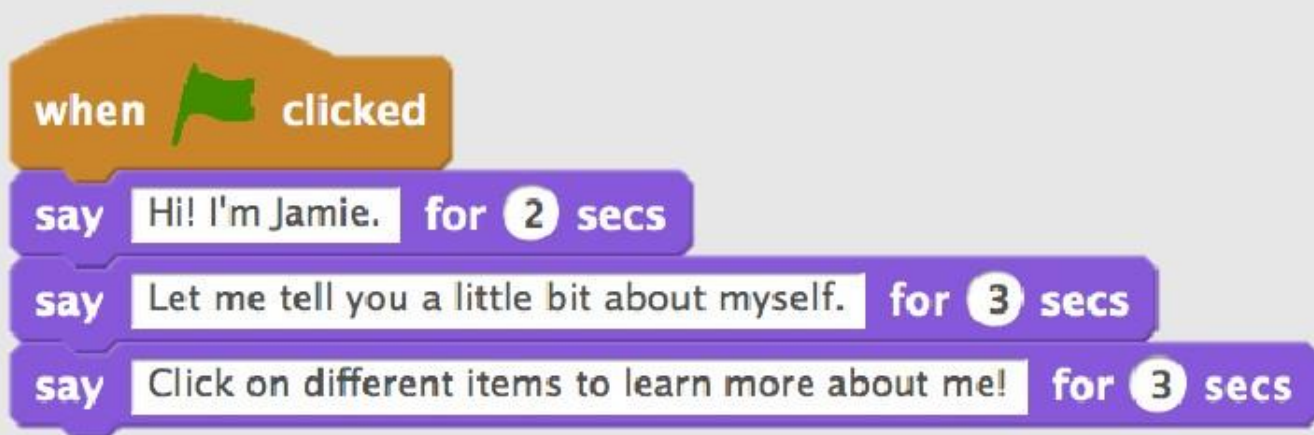 when clicked
say Hi! I'm Jamie. for 2 secs
say Let me tell you a little bit about myself. for 3 secs
say Click on different items to learn more about me! for 3 secs